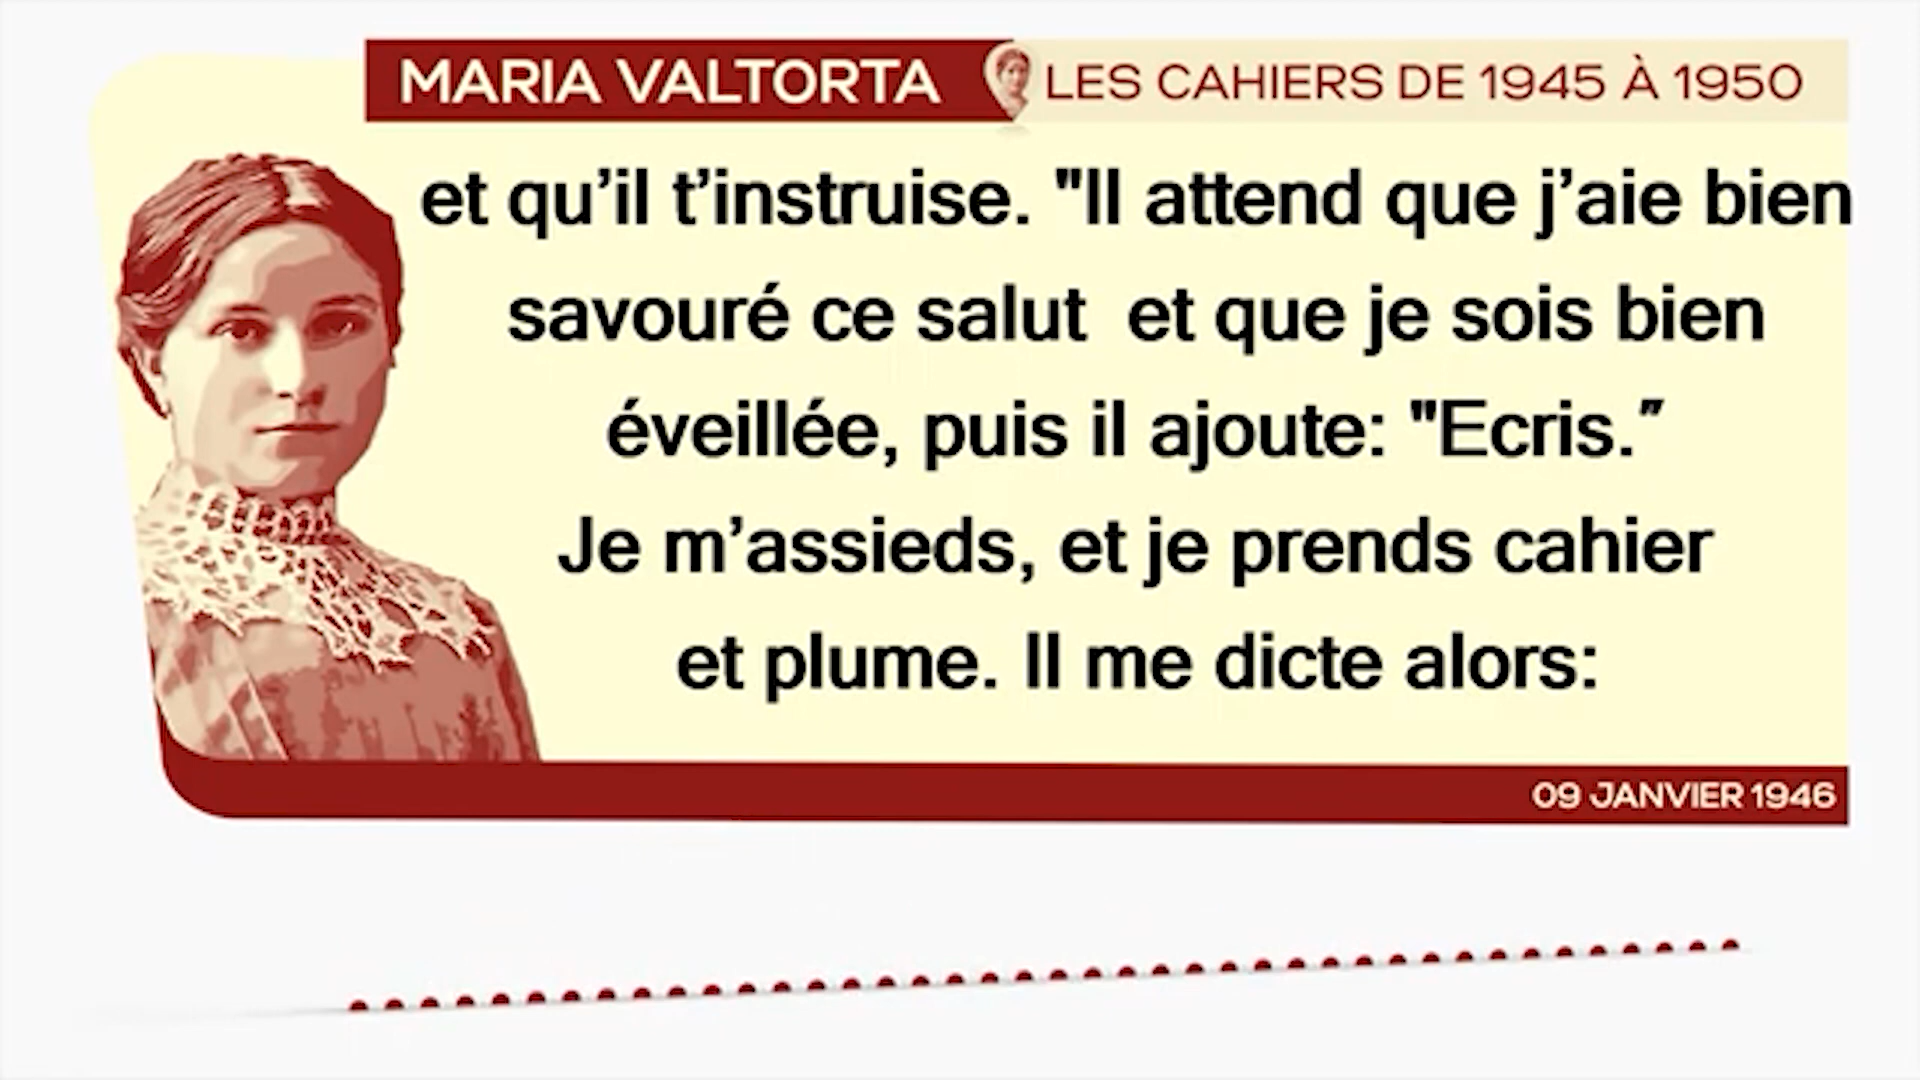 MARIA VALTORTA LES CAHIERS DE 1945 À 1950
et qu’il t’instruise. "Il attend que j’aie bien
savouré ce salut et que je sois bien
éveillée, puis il ajoute: "Ecris.”
Je m’assieds, et je prends cahier
et plume. Il me dicte alors:
09 JANVIER 1946